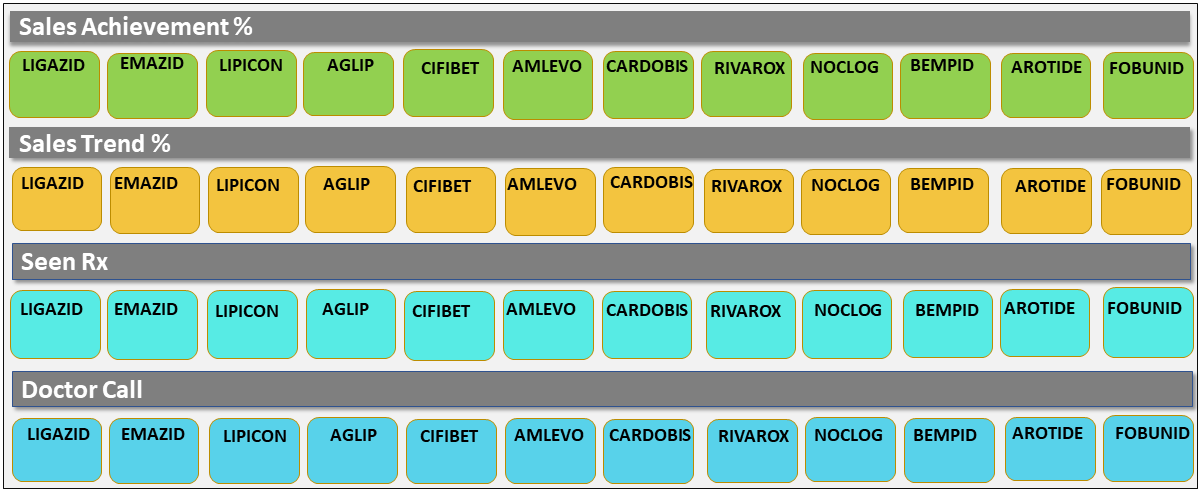 Sales Achievement %
LIGAZID EMAZID LIPICON AGLIP CIFIBET AMLEVO CARDOBIS RIVAROX NOCLOG BEMPID AROTIDE FOBUNID
Sales Trend %
LIGAZID EMAZID LIPICON AGLIP CIFIBET AMLEVO CARDOBIS RIVAROX NOCLOG BEMPID AROTIDE FOBUNID
Seen Rx
LIGAZID EMAZID LIPICON AGLIP CIFIBET AMLEVO CARDOBIS RIVAROX NOCLOG BEMPID AROTIDE FOBUNID
Doctor Call
LIGAZID EMAZID LIPICON AGLIP CIFIBET AMLEVO CARDOBIS RIVAROX NOCLOG BEMPID AROTIDE FOBUNID